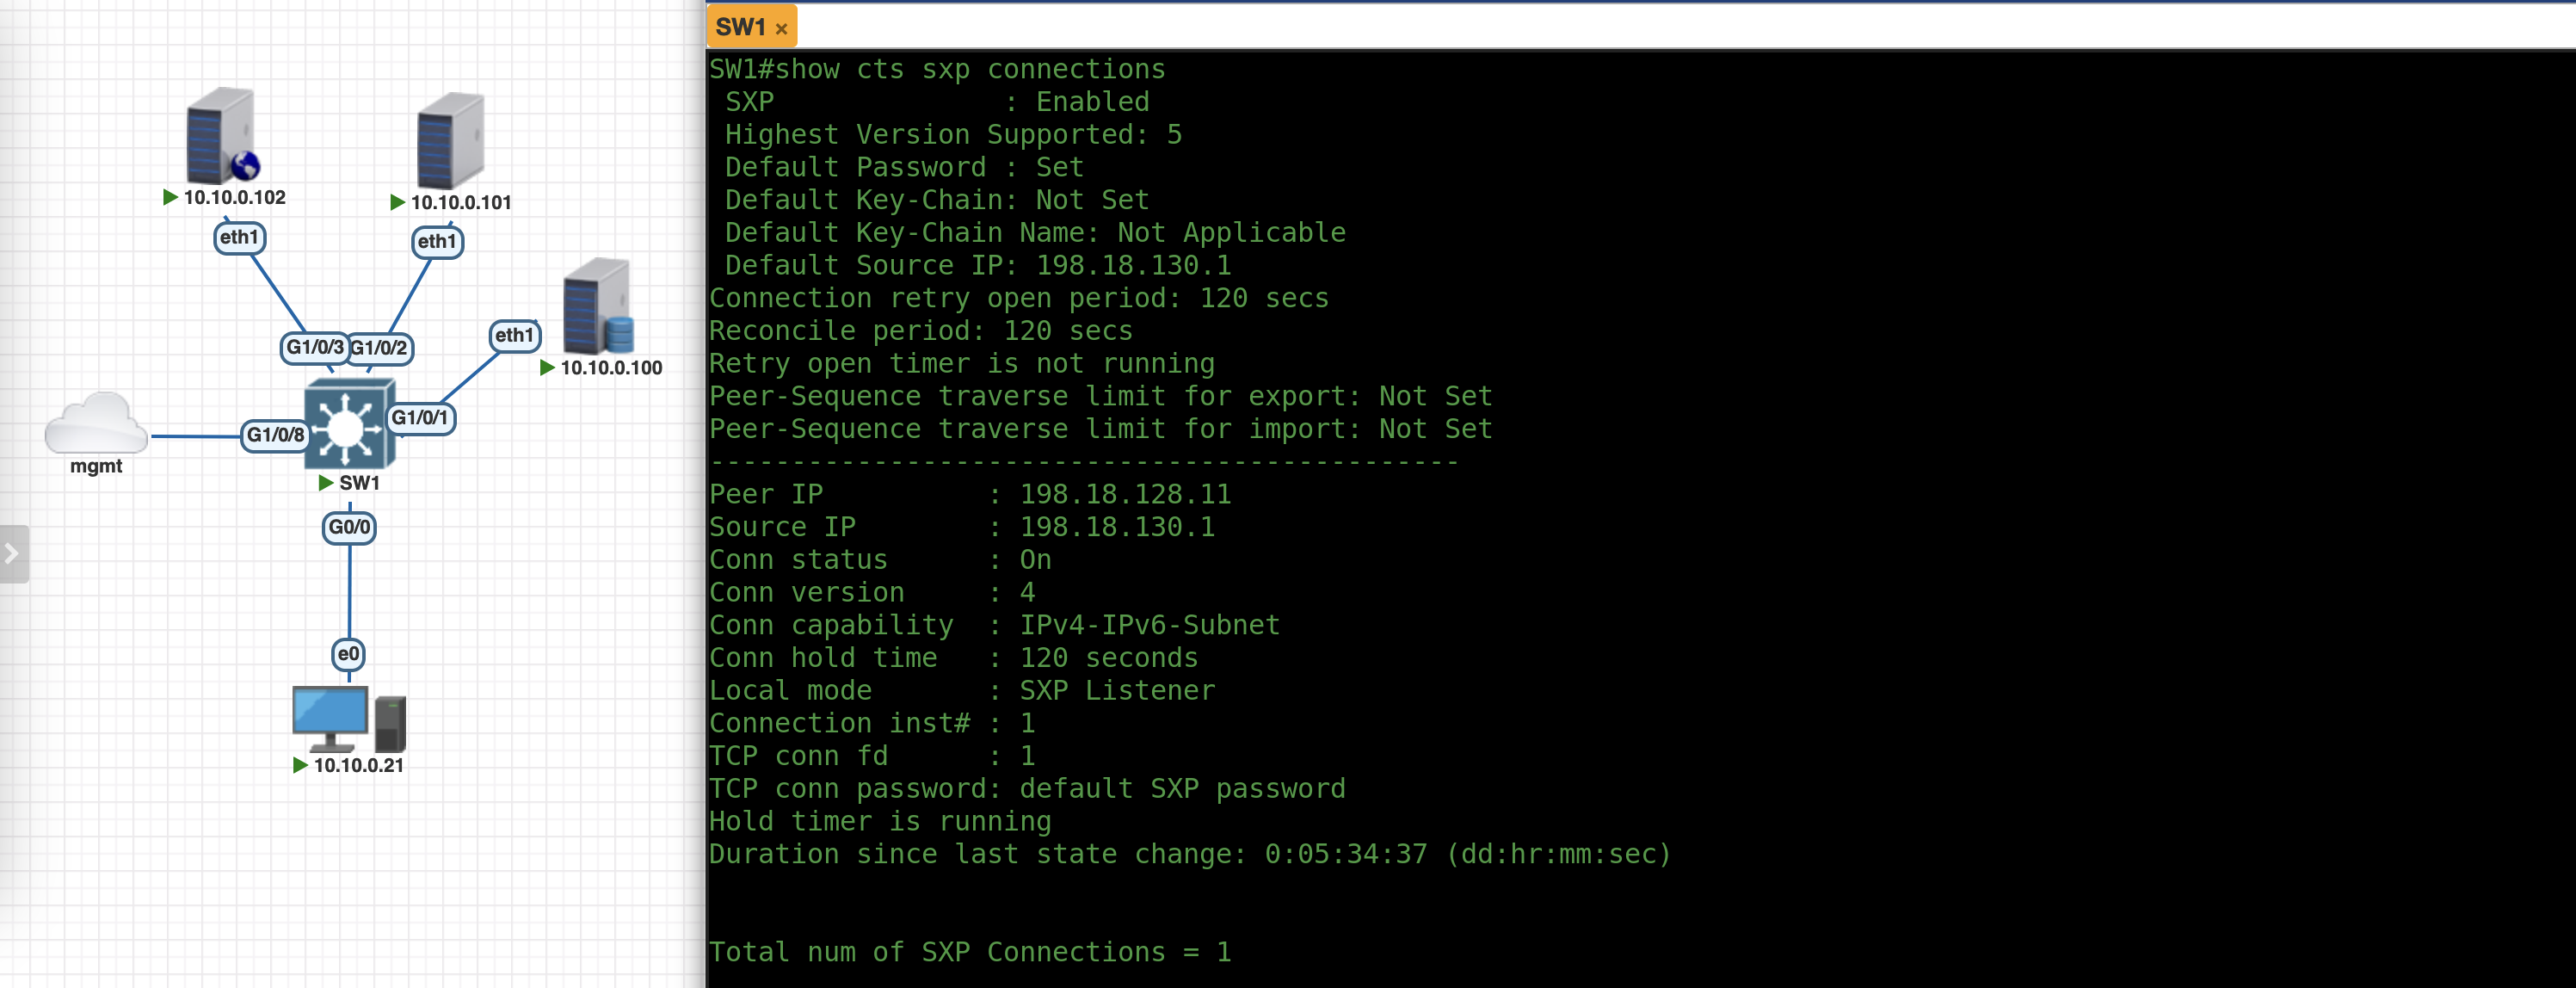 10.10.0.102
10.10.0.101
eth1
eth1
eth1
10.10.0.100
G1/0/3
G1/0/2
G1/0/1
G1/0/8
mgmt
SW1
G0/0
e0
10.10.0.21
SW1 ×
SW1#show cts sxp connections
SXP : Enabled
Highest Version Supported: 5
Default Password : Set
Default Key-Chain: Not Set
Default Key-Chain Name: Not Applicable
Default Source IP: 198.18.130.1
Connection retry open period: 120 secs
Reconcile period: 120 secs
Retry open timer is not running
Peer-Sequence traverse limit for export: Not Set
Peer-Sequence traverse limit for import: Not Set
----------------------------------------------
Peer IP : 198.18.128.11
Source IP : 198.18.130.1
Conn status : On
Conn version : 4
Conn capability : IPv4-IPv6-Subnet
Conn hold time : 120 seconds
Local mode : SXP Listener
Connection inst# : 1
TCP conn fd : 1
TCP conn password: default SXP password
Hold timer is running
Duration since last state change: 0:05:34:37 (dd:hr:mm:sec)
Total num of SXP Connections = 1